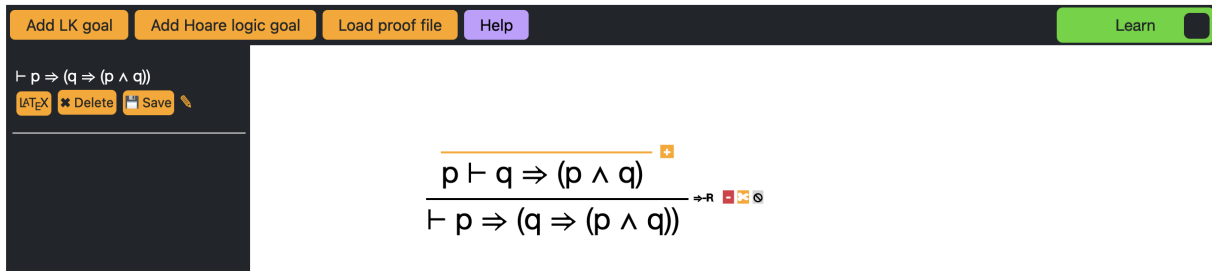 Add LK goal Add Hoare logic goal Load proof file Help Learn
⊢ p ⇒ (q ⇒ (p ∧ q))
LATEX ✖ Delete 💾 Save ✏
+
p ⊢ q ⇒ (p ∧ q)
⇒-R -
⊢ p ⇒ (q ⇒ (p ∧ q))